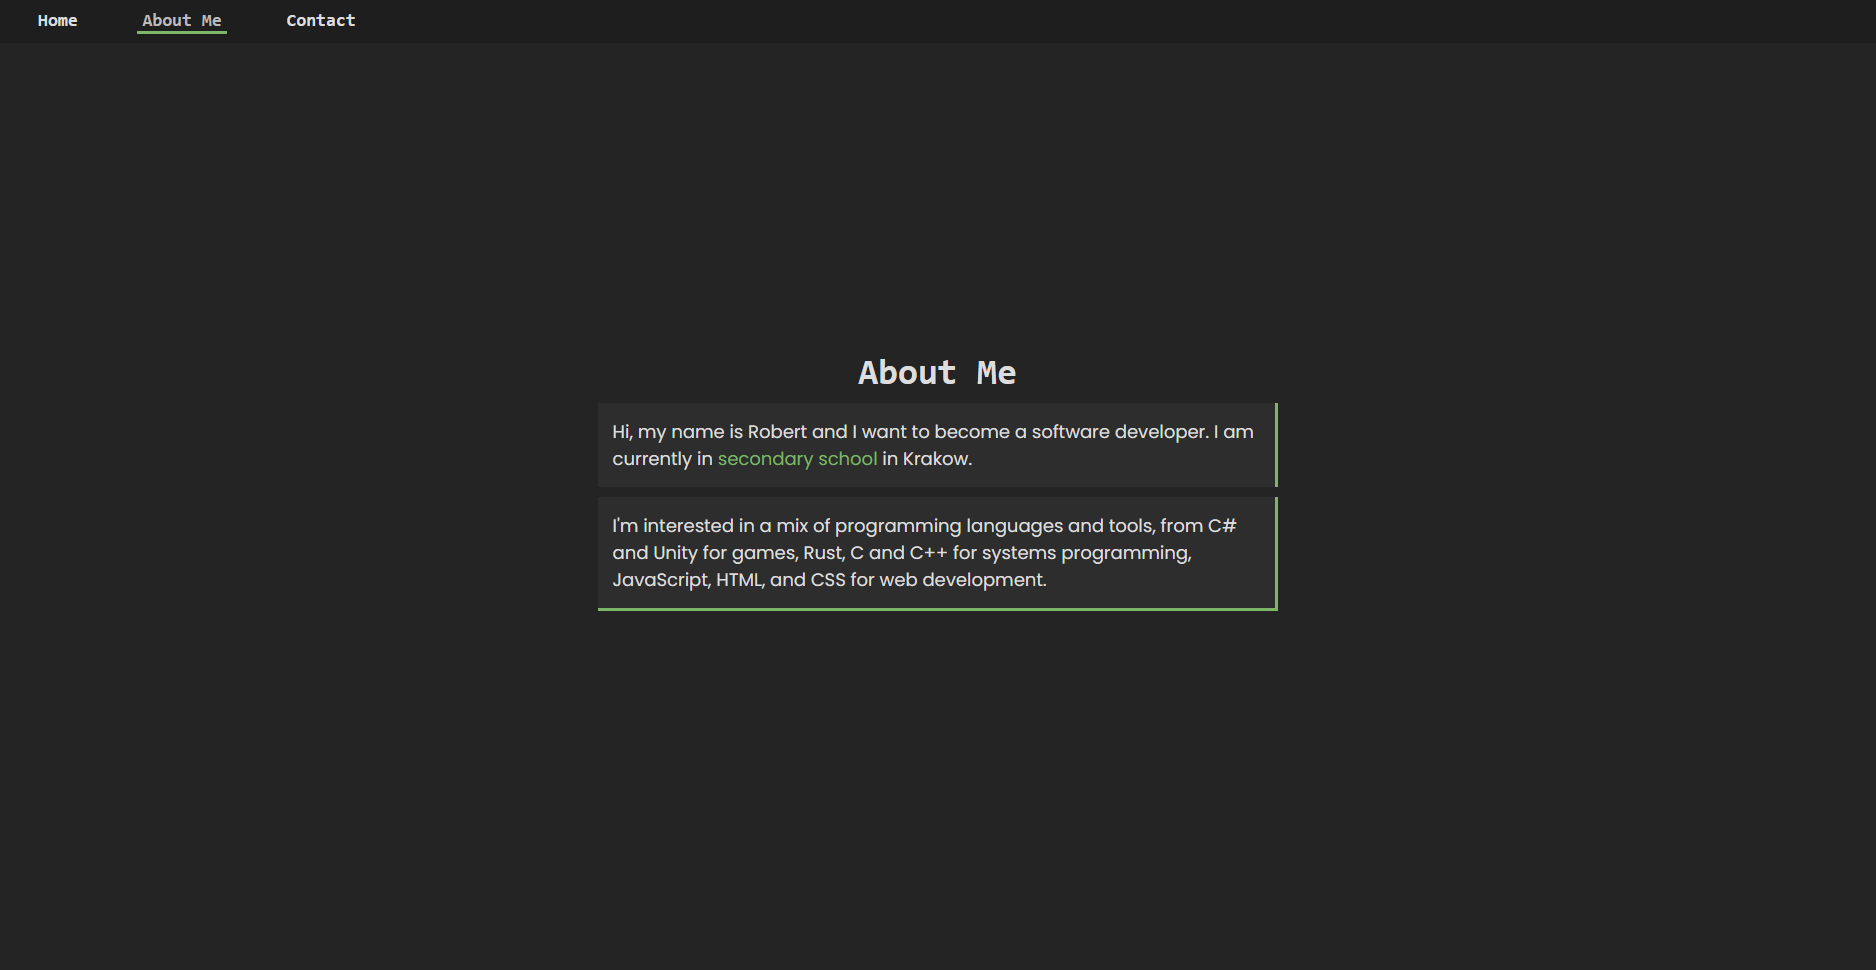 Home About Me Contact
About Me
Hi, my name is Robert and I want to become a software developer. I am
currently in secondary school in Krakow.
I'm interested in a mix of programming languages and tools, from C#
and Unity for games, Rust, C and C++ for systems programming,
JavaScript, HTML, and CSS for web development.